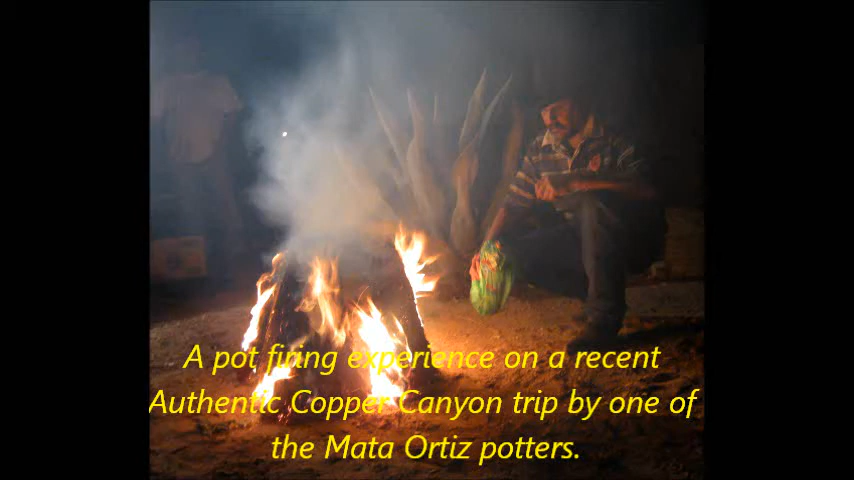 A pot firing experience on a recent
Authentic Copper Canyon trip by one of
the Mata Ortiz potters.